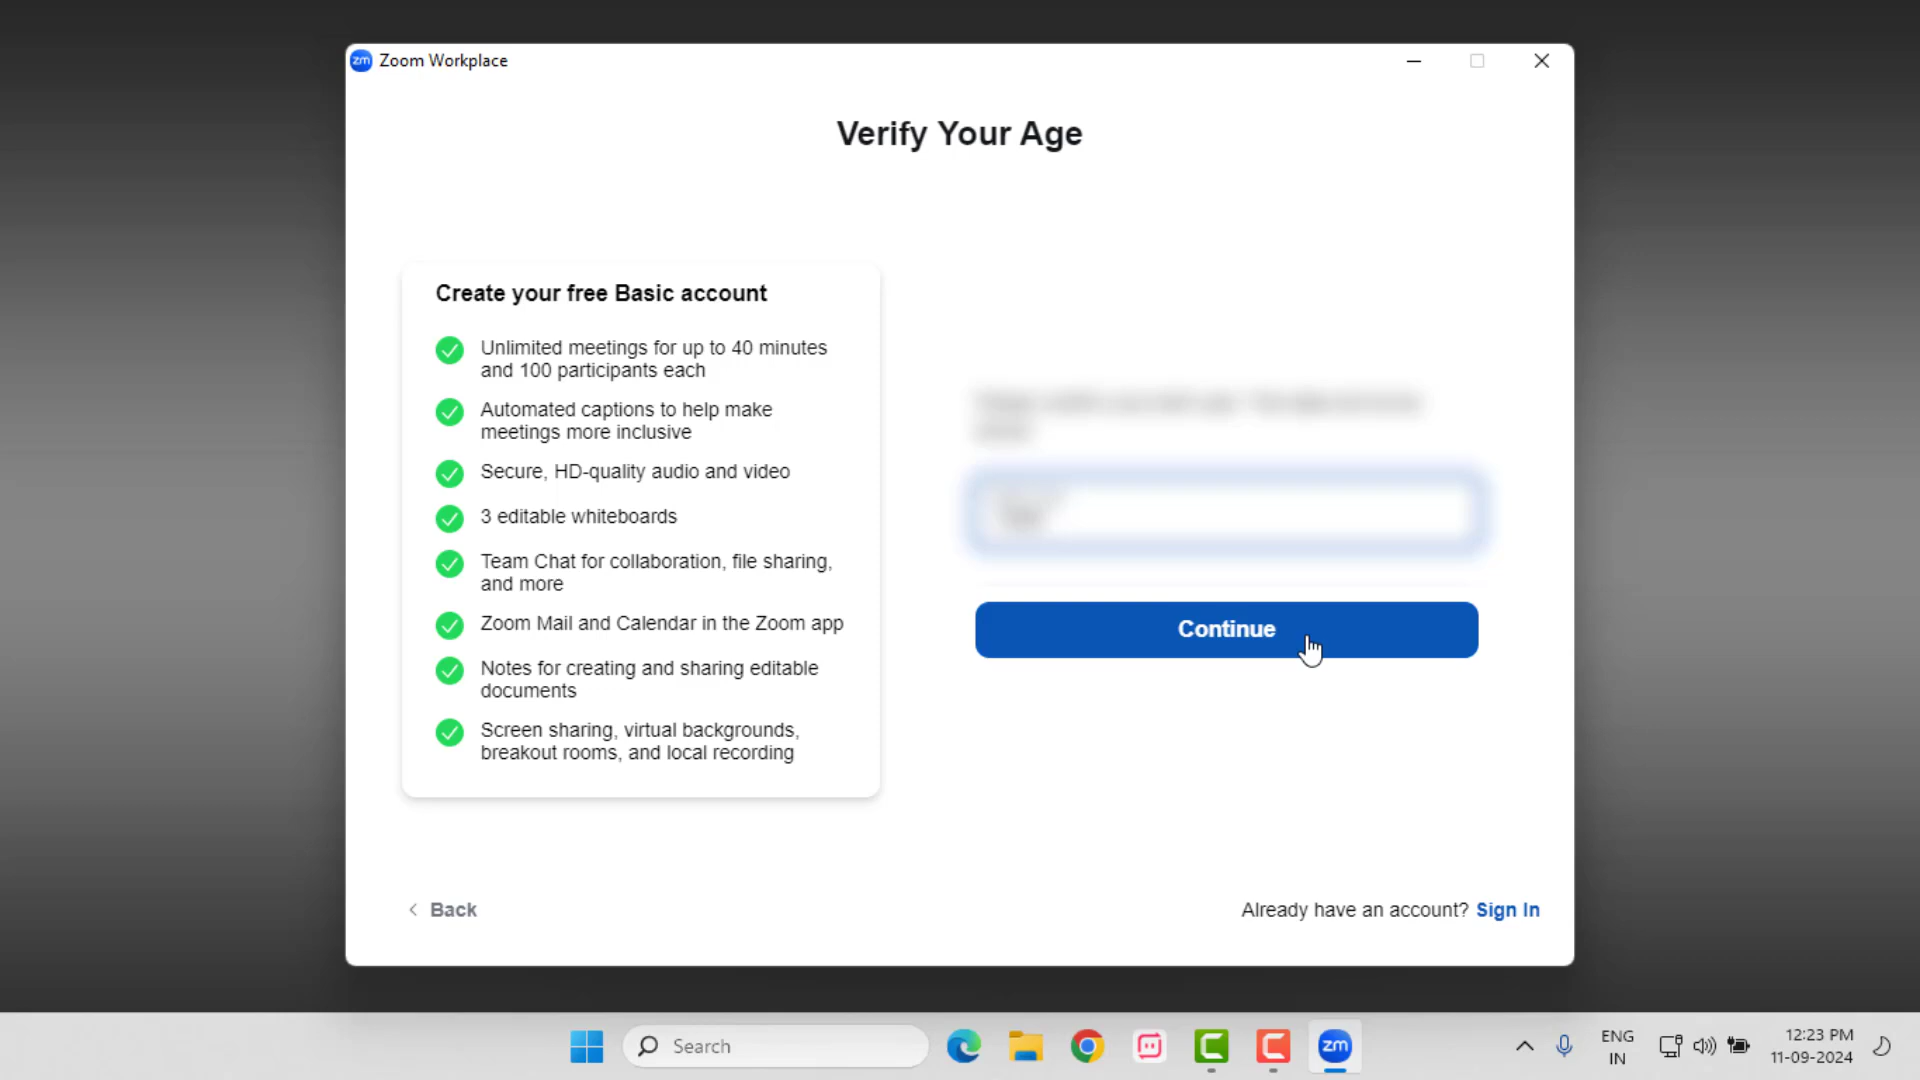 zm Zoom Workplace
Verify Your Age
Create your free Basic account
Unlimited meetings for up to 40 minutes
and 100 participants each
Automated captions to help make
meetings more inclusive
Secure, HD-quality audio and video
3 editable whiteboards
Team Chat for collaboration, file sharing,
and more
Zoom Mail and Calendar in the Zoom app
Notes for creating and sharing editable
documents
Screen sharing, virtual backgrounds,
breakout rooms, and local recording
Continue
Back
Already have an account? Sign In
Search
zm
ENG
IN
12:23 PM
11-09-2024